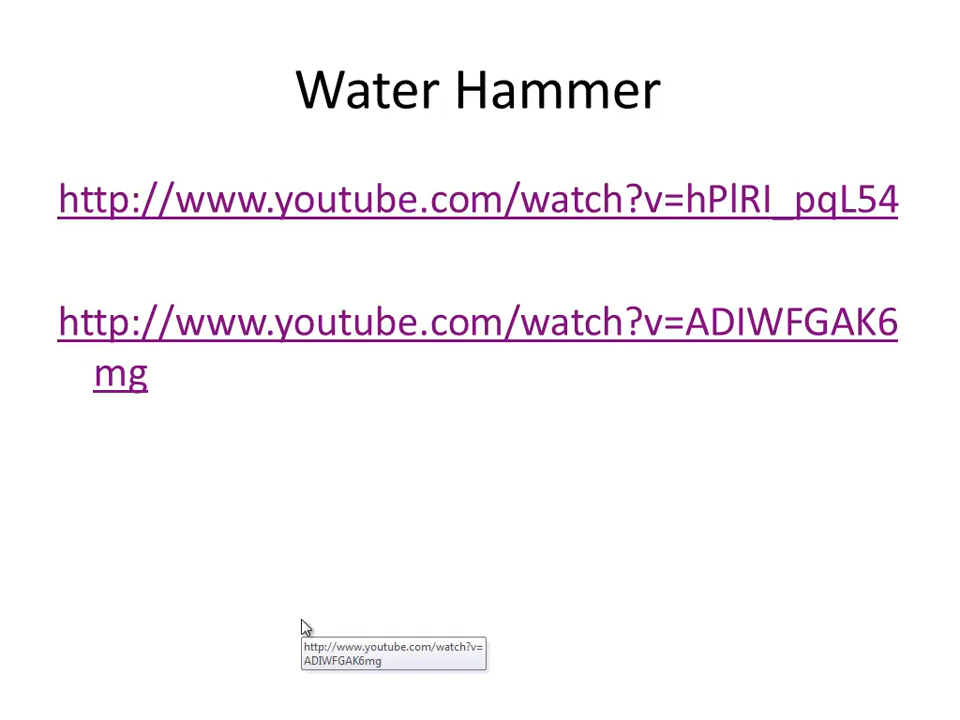 Water Hammer
http://www.youtube.com/watch?v=hPlRI_pqL54
http://www.youtube.com/watch?v=ADIWFGAK6
mg
http://www.youtube.com/watch?v=
ADIWFGAK6mg